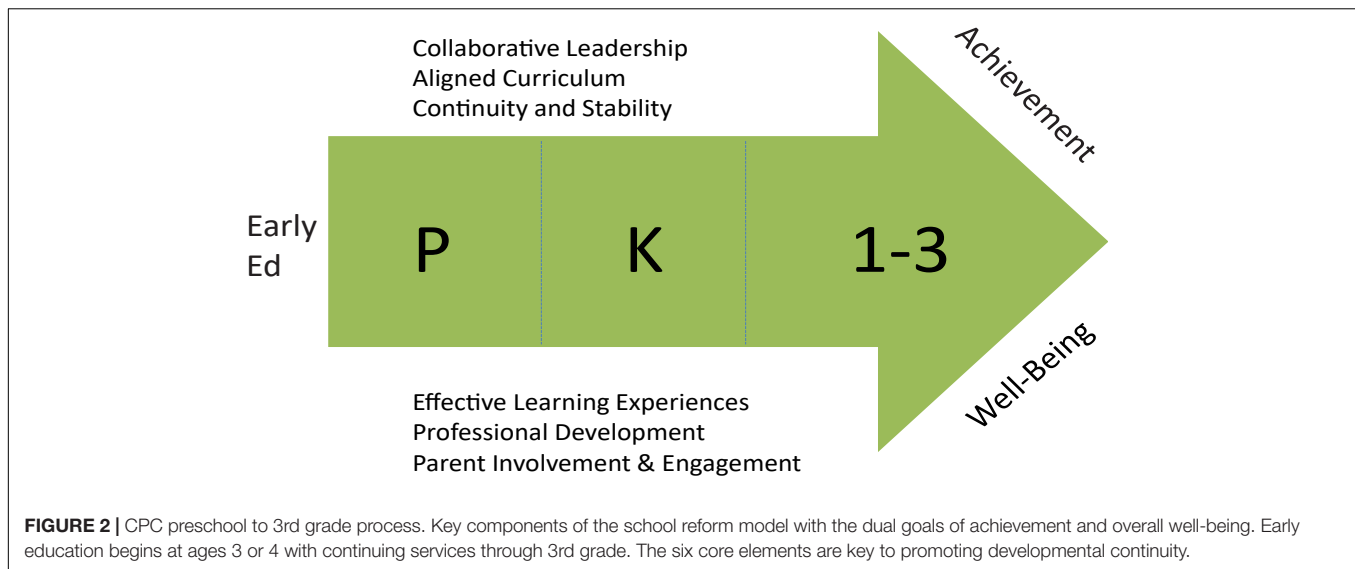 Collaborative Leadership
Aligned Curriculum
Continuity and Stability
Achievement
Early
Ed
P
K
1-3
Well-Being
Effective Learning Experiences
Professional Development
Parent Involvement & Engagement
FIGURE 2 | CPC preschool to 3rd grade process. Key components of the school reform model with the dual goals of achievement and overall well-being. Early
education begins at ages 3 or 4 with continuing services through 3rd grade. The six core elements are key to promoting developmental continuity.